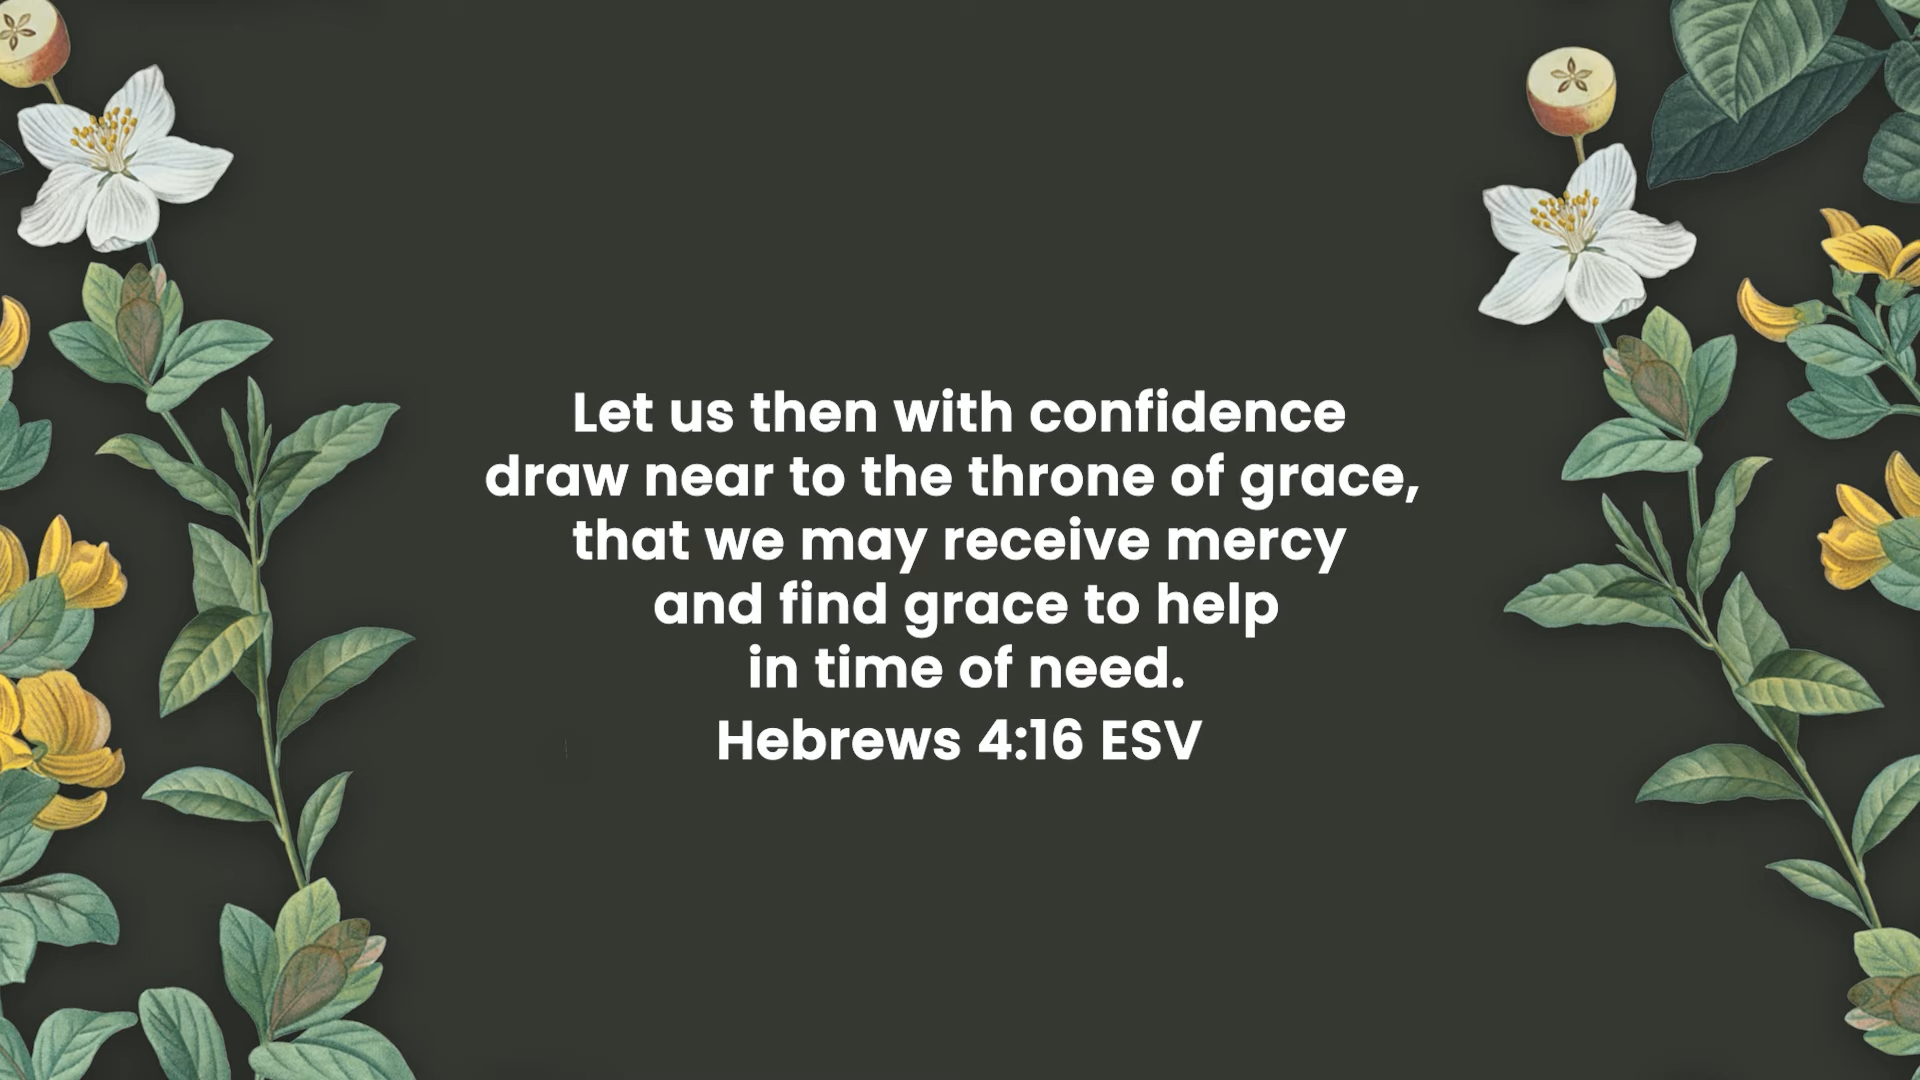 Let us then with confidence
draw near to the throne of grace,
that we may receive mercy
and find grace to help
in time of need.
Hebrews 4:16 ESV